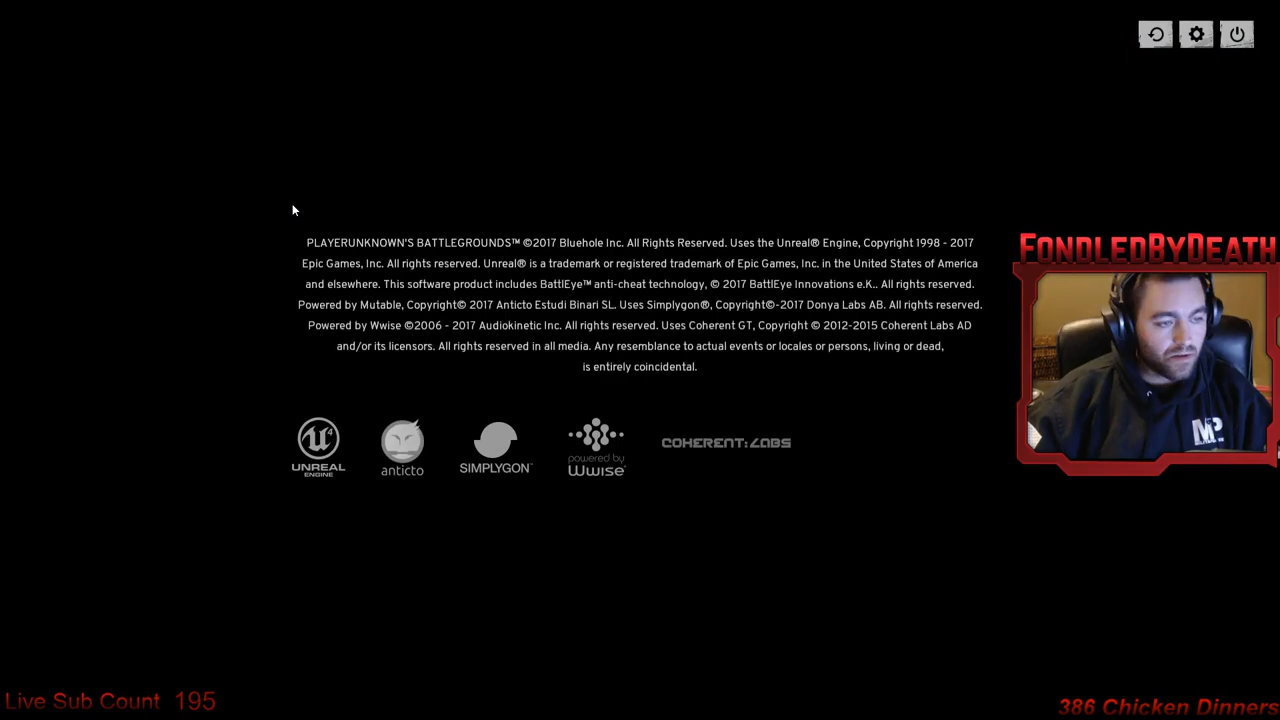 PLAYERUNKNOWN'S BATTLEGROUNDS™ ©2017 Bluehole Inc. All Rights Reserved. Uses the Unreal® Engine, Copyright 1998 - 2017
Epic Games, Inc. All rights reserved. Unreal® is a trademark or registered trademark of Epic Games, Inc. in the United States of America
and elsewhere. This software product includes BattlEye™ anti-cheat technology, © 2017 BattlEye Innovations e.K.. All rights reserved.
Powered by Mutable, Copyright© 2017 Anticto Estudi Binari SL. Uses Simplygon®, Copyright©-2017 Donya Labs AB. All rights reserved.
Powered by Wwise ©2006 - 2017 Audiokinetic Inc. All rights reserved. Uses Coherent GT, Copyright © 2012-2015 Coherent Labs AD
and/or its licensors. All rights reserved in all media. Any resemblance to actual events or locales or persons, living or dead,
is entirely coincidental.
FONDLEDBYDEATH
MP
4
UNREAL
ENGINE
anticto
SIMPLYGON™
powered by
Wwise
COHERENT:LABS
Live Sub Count 195
386 Chicken Dinners